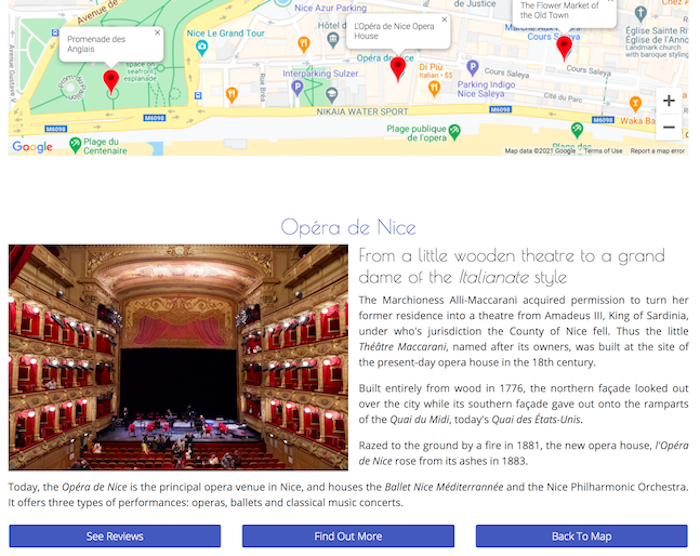 Avenue de
Nice Azur Parking
The Flower Market of
the Old Town
Promenade des
Anglais
Nice Le Grand Tour
L'Opéra de Nice Opera
House
Cours Saleya
Église Sainte Ri
Landmark church
with baroque styling
de la Justice
Avenue Gustave V
space on
seafront
esplanade
Opéra de
Interparking Sulzer
Rue Bréa
Di Più
Italian • $$
Cours Saleya
Parking Indigo
Nice Saleya
Cité du Parc
NIKAIA WATER SPORT
M6098
M6098
M6098
Waka Ba
Plage publique
de l'opera
Plage du
Centenaire
Google
Map data ©2021 Google
Terms of Use
Report a map error
+
−
Opéra de Nice
From a little wooden theatre to a grand
dame of the Italianate style
The Marchioness Alli-Maccarani acquired permission to turn her
former residence into a theatre from Amadeus III, King of Sardinia,
under who's jurisdiction the County of Nice fell. Thus the little
Théâtre Maccarani, named after its owners, was built at the site of
the present-day opera house in the 18th century.
Built entirely from wood in 1776, the northern façade looked out
over the city while its southern façade gave out onto the ramparts
of the Quai du Midi, today's Quai des États-Unis.
Razed to the ground by a fire in 1881, the new opera house, l'Opéra
de Nice rose from its ashes in 1883.
Today, the Opéra de Nice is the principal opera venue in Nice, and houses the Ballet Nice Méditerrannée and the Nice Philharmonic Orchestra.
It offers three types of performances: operas, ballets and classical music concerts.
See Reviews
Find Out More
Back To Map